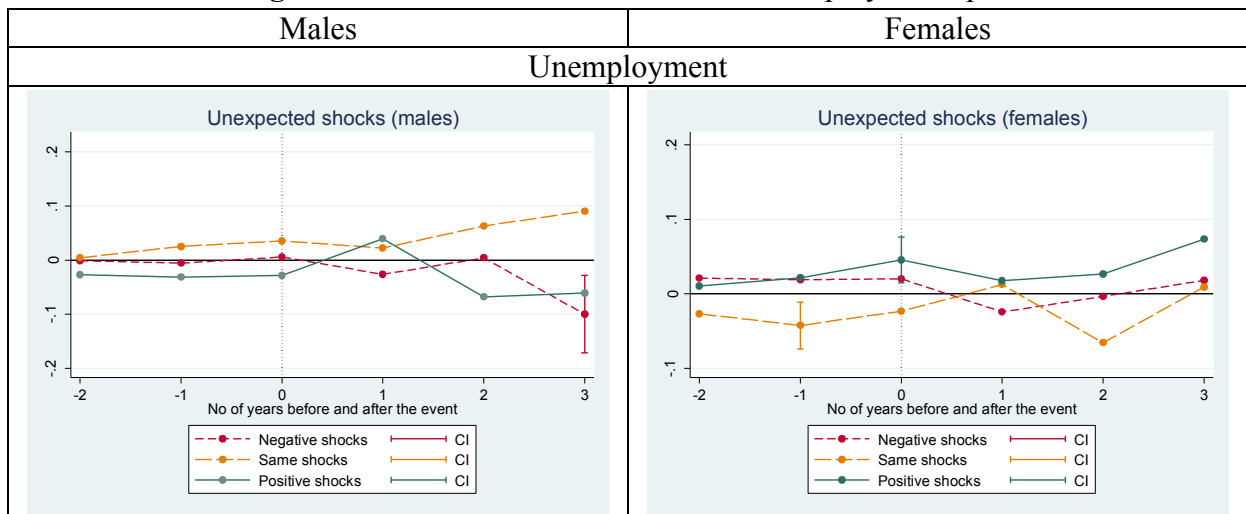 Males Females
Unemployment
Unexpected shocks (males)
.2
.1
0
-.1
-.2
-2 -1 0 1 2 3
No of years before and after the event
Negative shocks CI
Same shocks CI
Positive shocks CI
Unexpected shocks (females)
.2
.1
0
-.1
-2 -1 0 1 2 3
No of years before and after the event
Negative shocks CI
Same shocks CI
Positive shocks CI